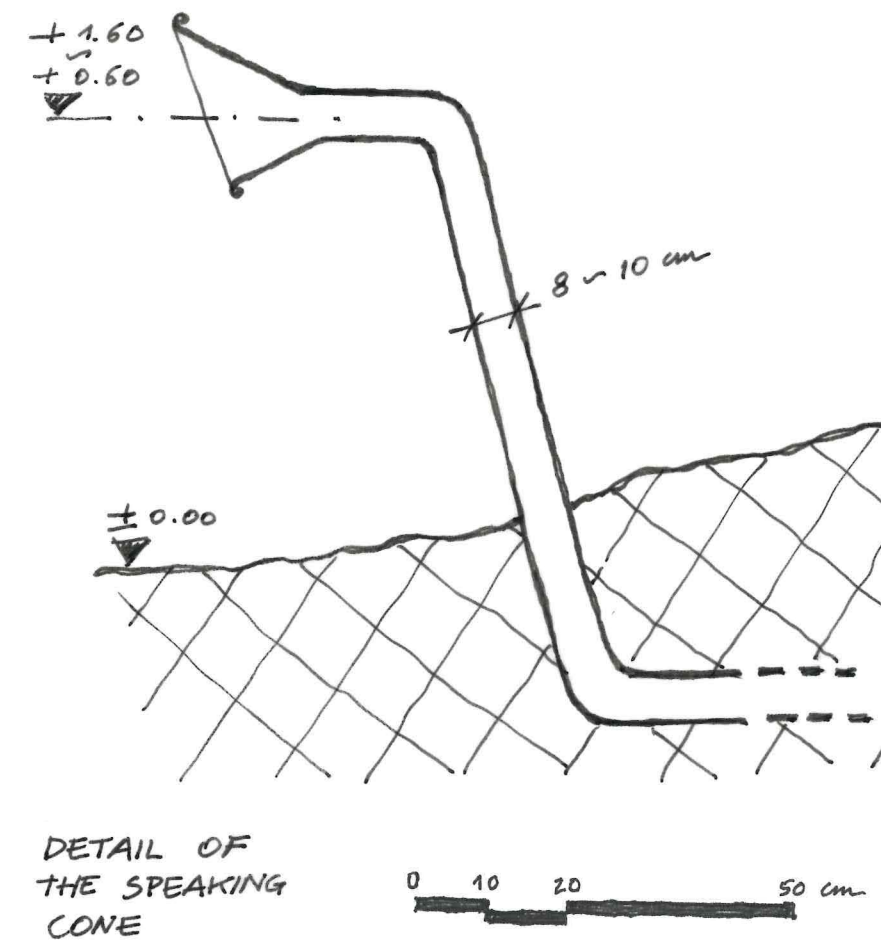 + 1.60
~
+ 0.60
8 ~ 10 cm
± 0.00
DETAIL OF
THE SPEAKING
CONE
0 10 20 50 cm